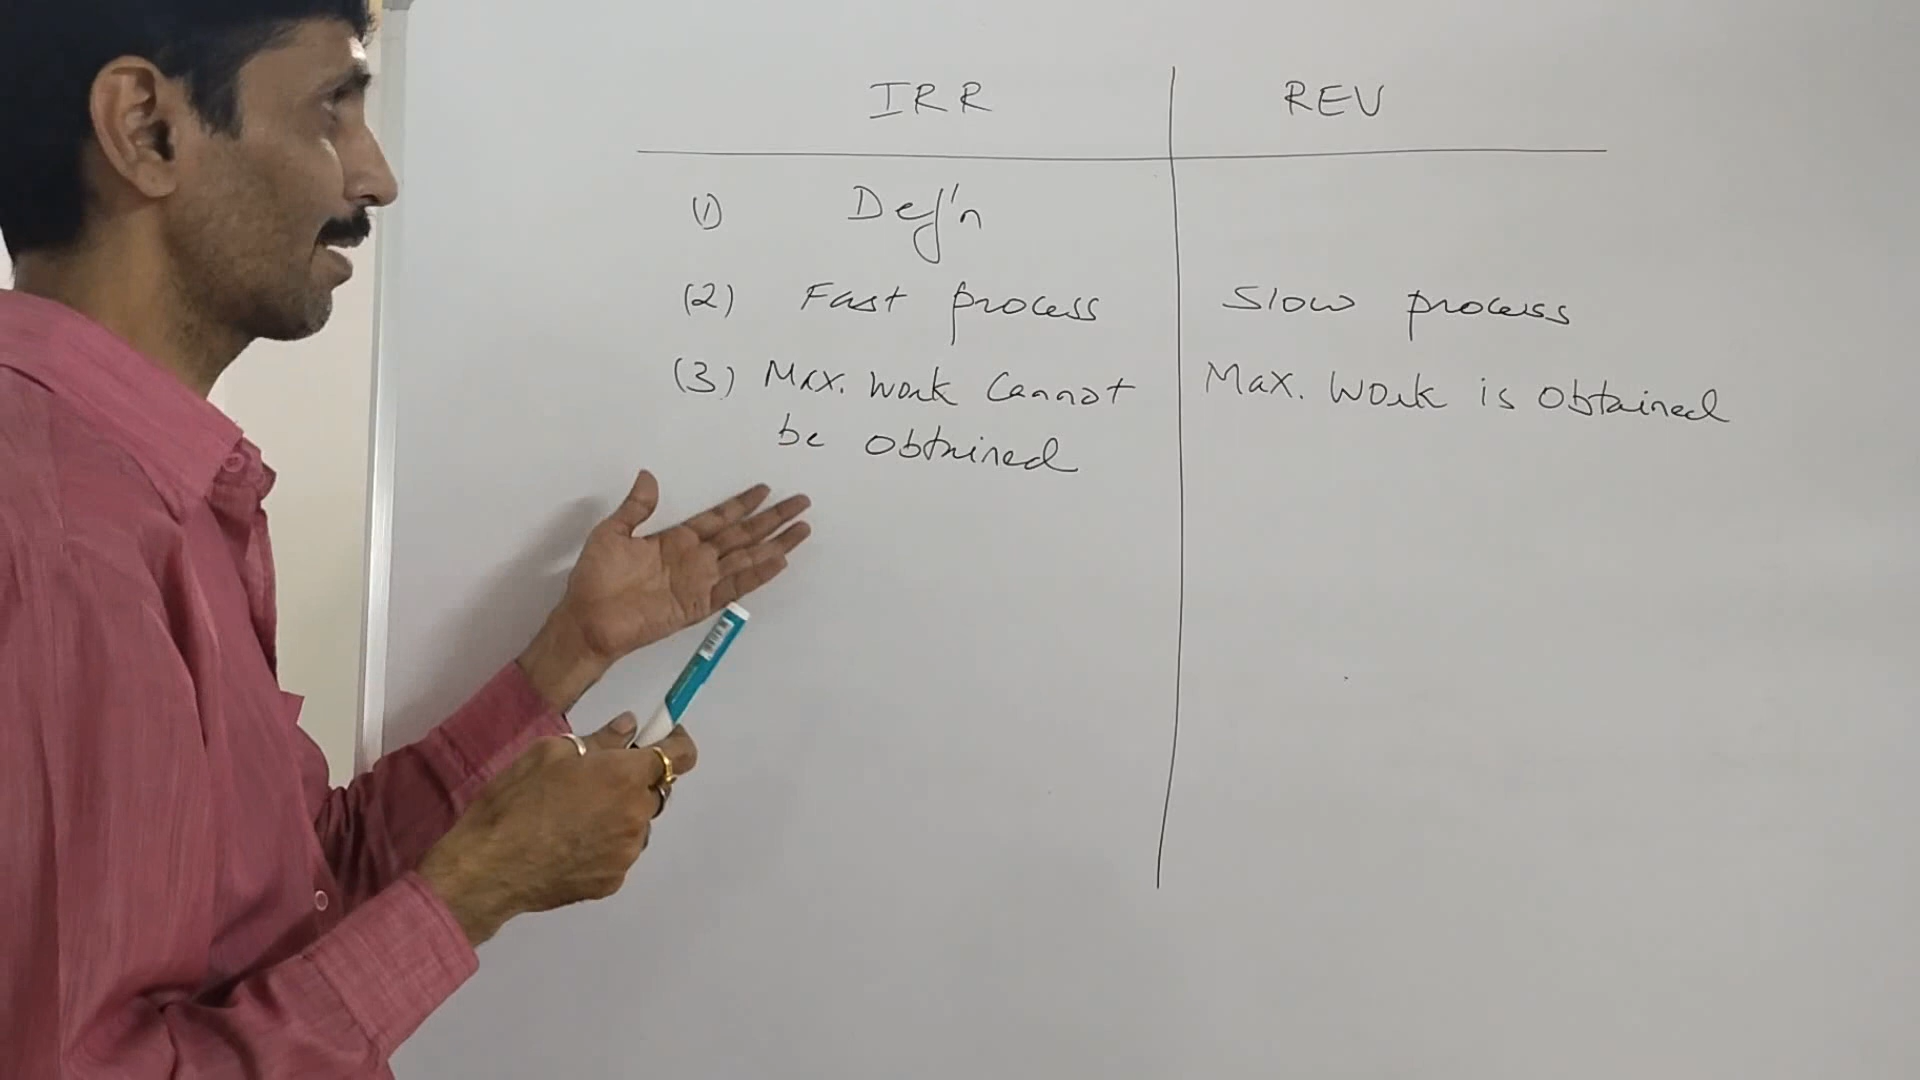 IRR REV
(1) Def'n
(2) Fast process Slow process
(3) Max. work cannot Max. work is obtained
be obtained